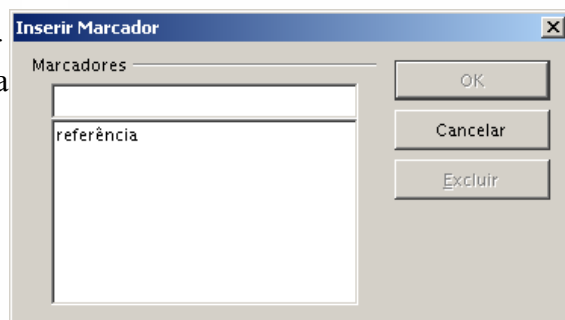 Inserir Marcador
a
Marcadores
OK
referência
Cancelar
Excluir